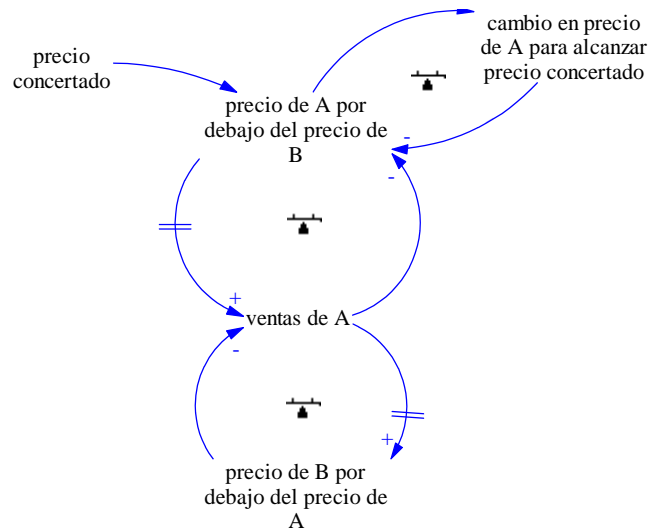 cambio en precio
de A para alcanzar
precio concertado
precio
concertado
precio de A por
debajo del precio de
B
-
-
+
ventas de A
-
+
precio de B por
debajo del precio de
A